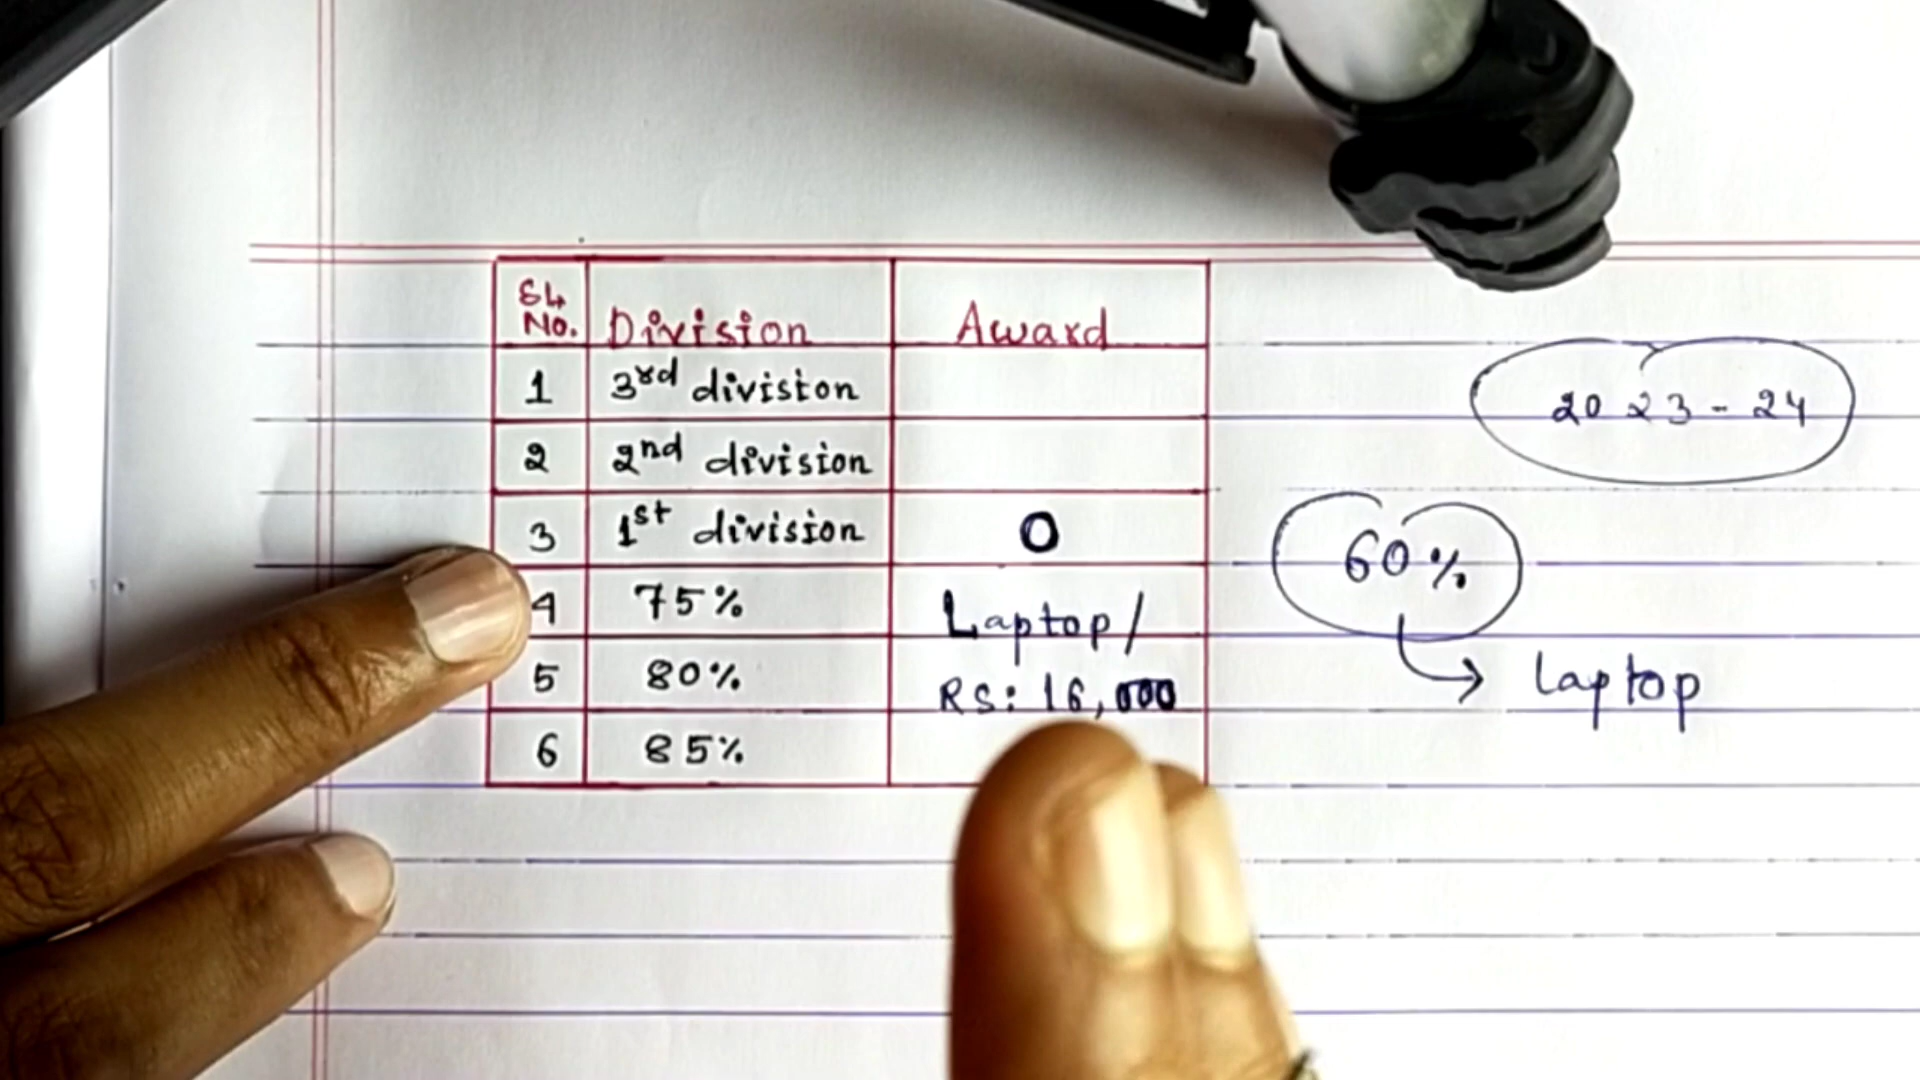 SL. No. Division Award
1 3rd division
2 2nd division
3 1st division 0
4 75% Laptop/
5 80% RS: 16,000
6 85%
2023-24
60%
laptop